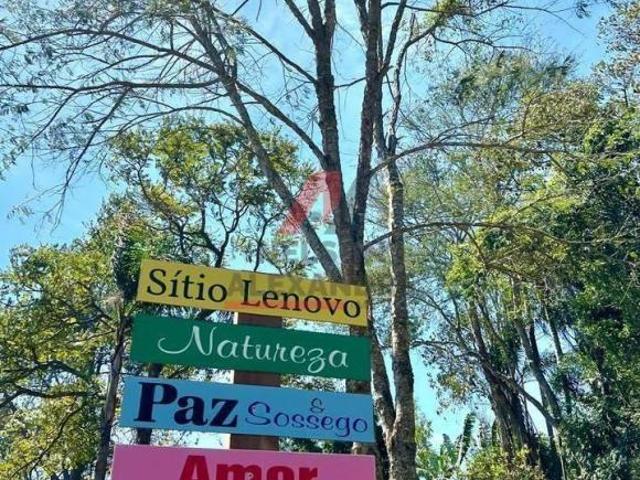 Sítio Lenovo
Natureza
Paz & Sossego
Amor